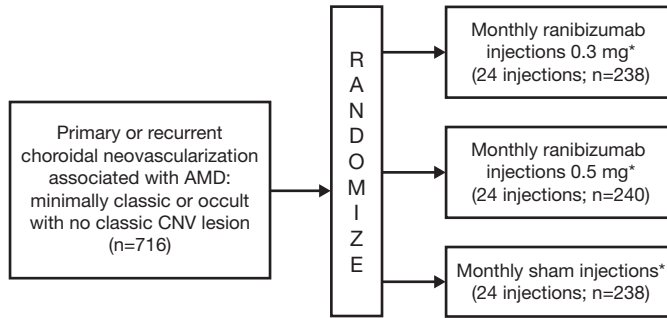 Primary or recurrent
choroidal neovascularization
associated with AMD:
minimally classic or occult
with no classic CNV lesion
(n=716)
R
A
N
D
O
M
I
Z
E
Monthly ranibizumab
injections 0.3 mg*
(24 injections; n=238)
Monthly ranibizumab
injections 0.5 mg*
(24 injections; n=240)
Monthly sham injections*
(24 injections; n=238)